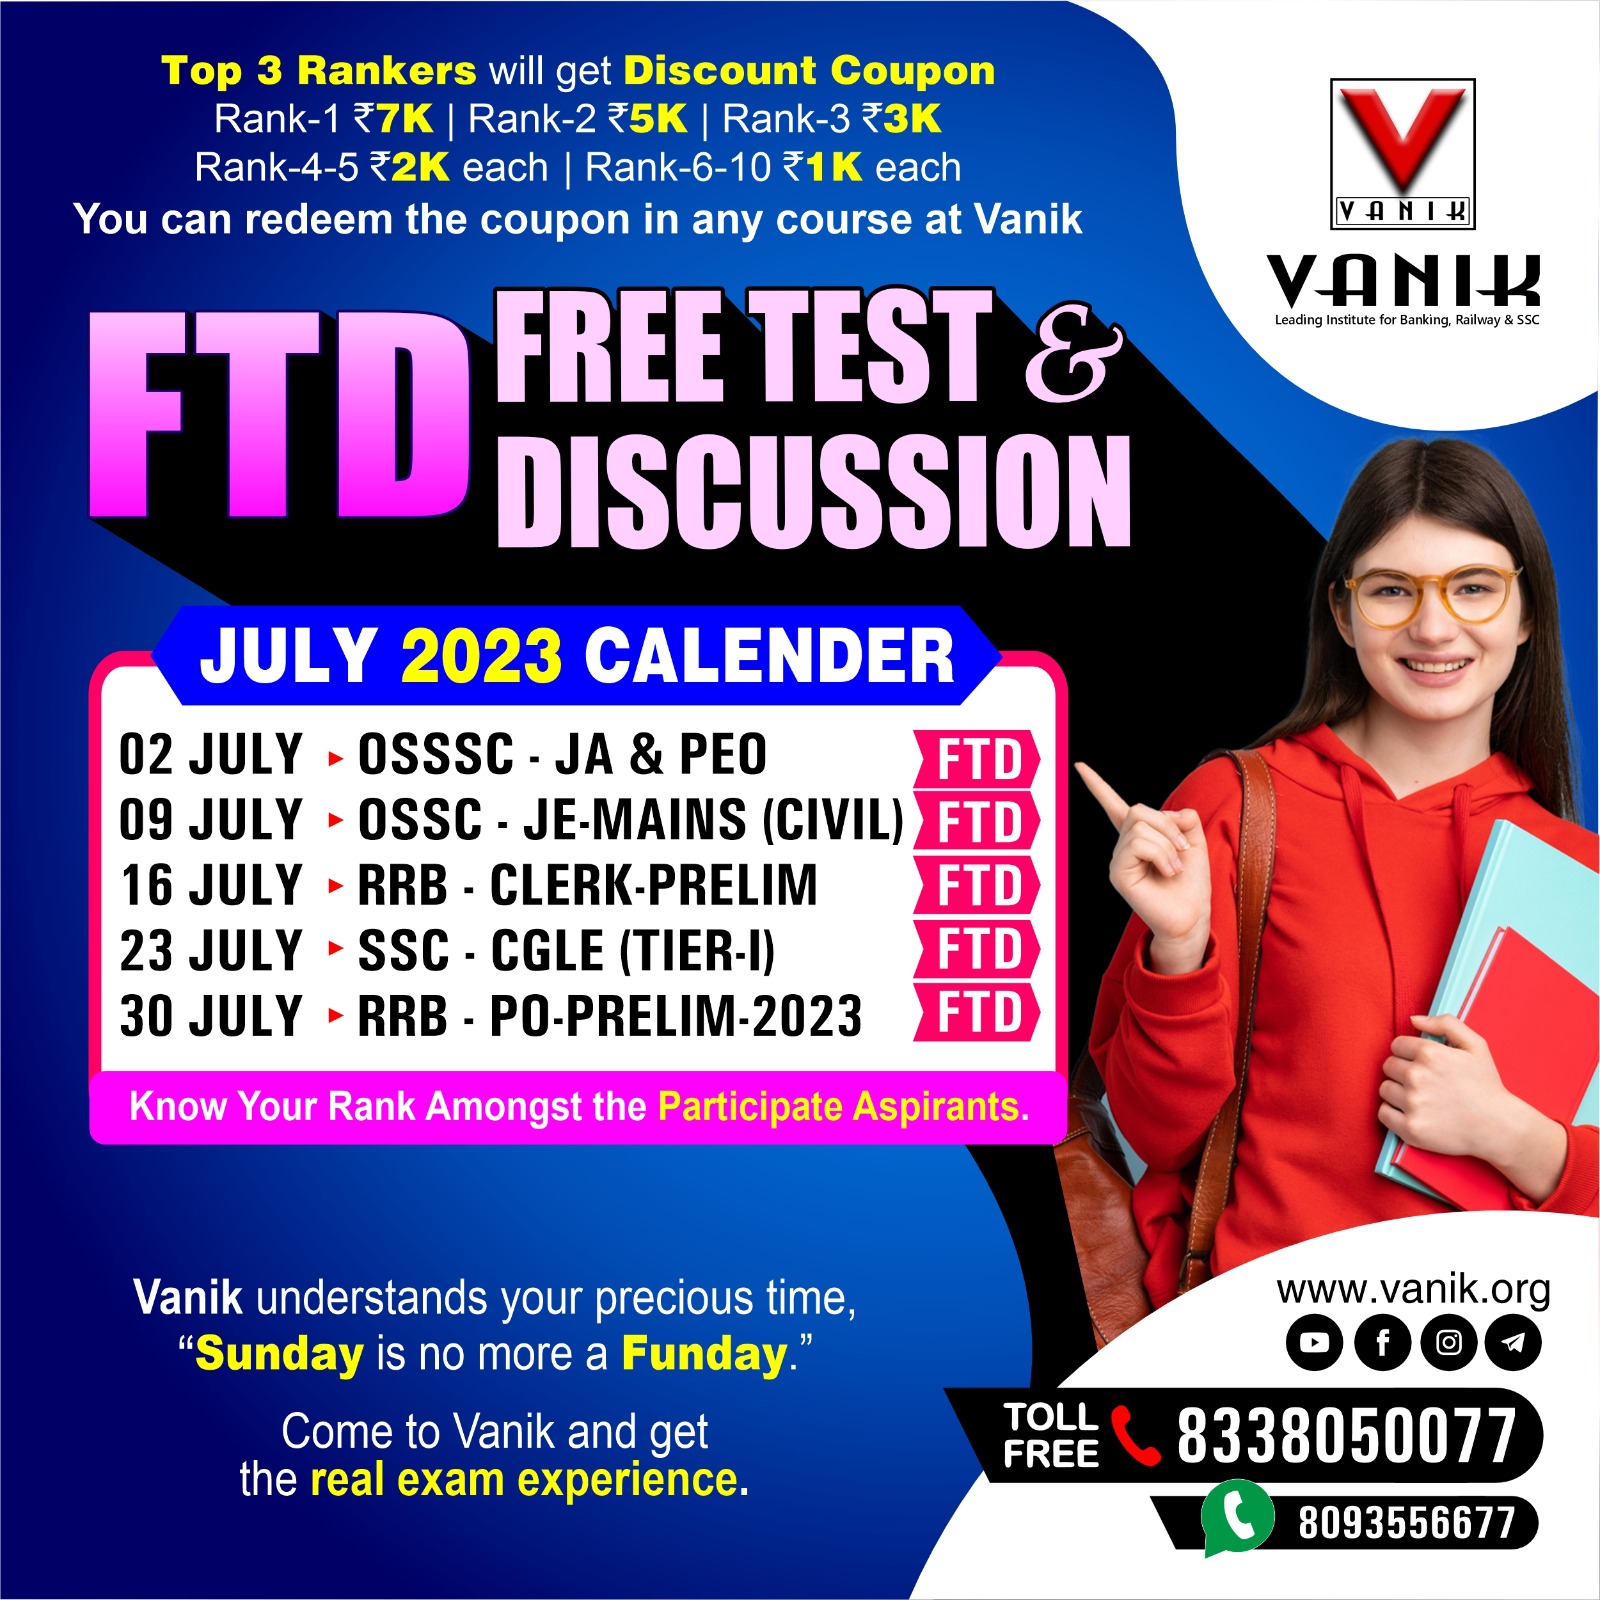 Top 3 Rankers will get Discount Coupon
Rank-1 ₹7K | Rank-2 ₹5K | Rank-3 ₹3K
Rank-4-5 ₹2K each | Rank-6-10 ₹1K each
You can redeem the coupon in any course at Vanik
VANIK
VANIK
Leading Institute for Banking, Railway & SSC
FTD FREE TEST &
DISCUSSION
JULY 2023 CALENDER
02 JULY ▸ OSSSC - JA & PEO FTD
09 JULY ▸ OSSC - JE-MAINS (CIVIL) FTD
16 JULY ▸ RRB - CLERK-PRELIM FTD
23 JULY ▸ SSC - CGLE (TIER-I) FTD
30 JULY ▸ RRB - PO-PRELIM-2023 FTD
Know Your Rank Amongst the Participate Aspirants.
Vanik understands your precious time,
“Sunday is no more a Funday.”
Come to Vanik and get
the real exam experience.
www.vanik.org
TOLL
FREE
8338050077
8093556677